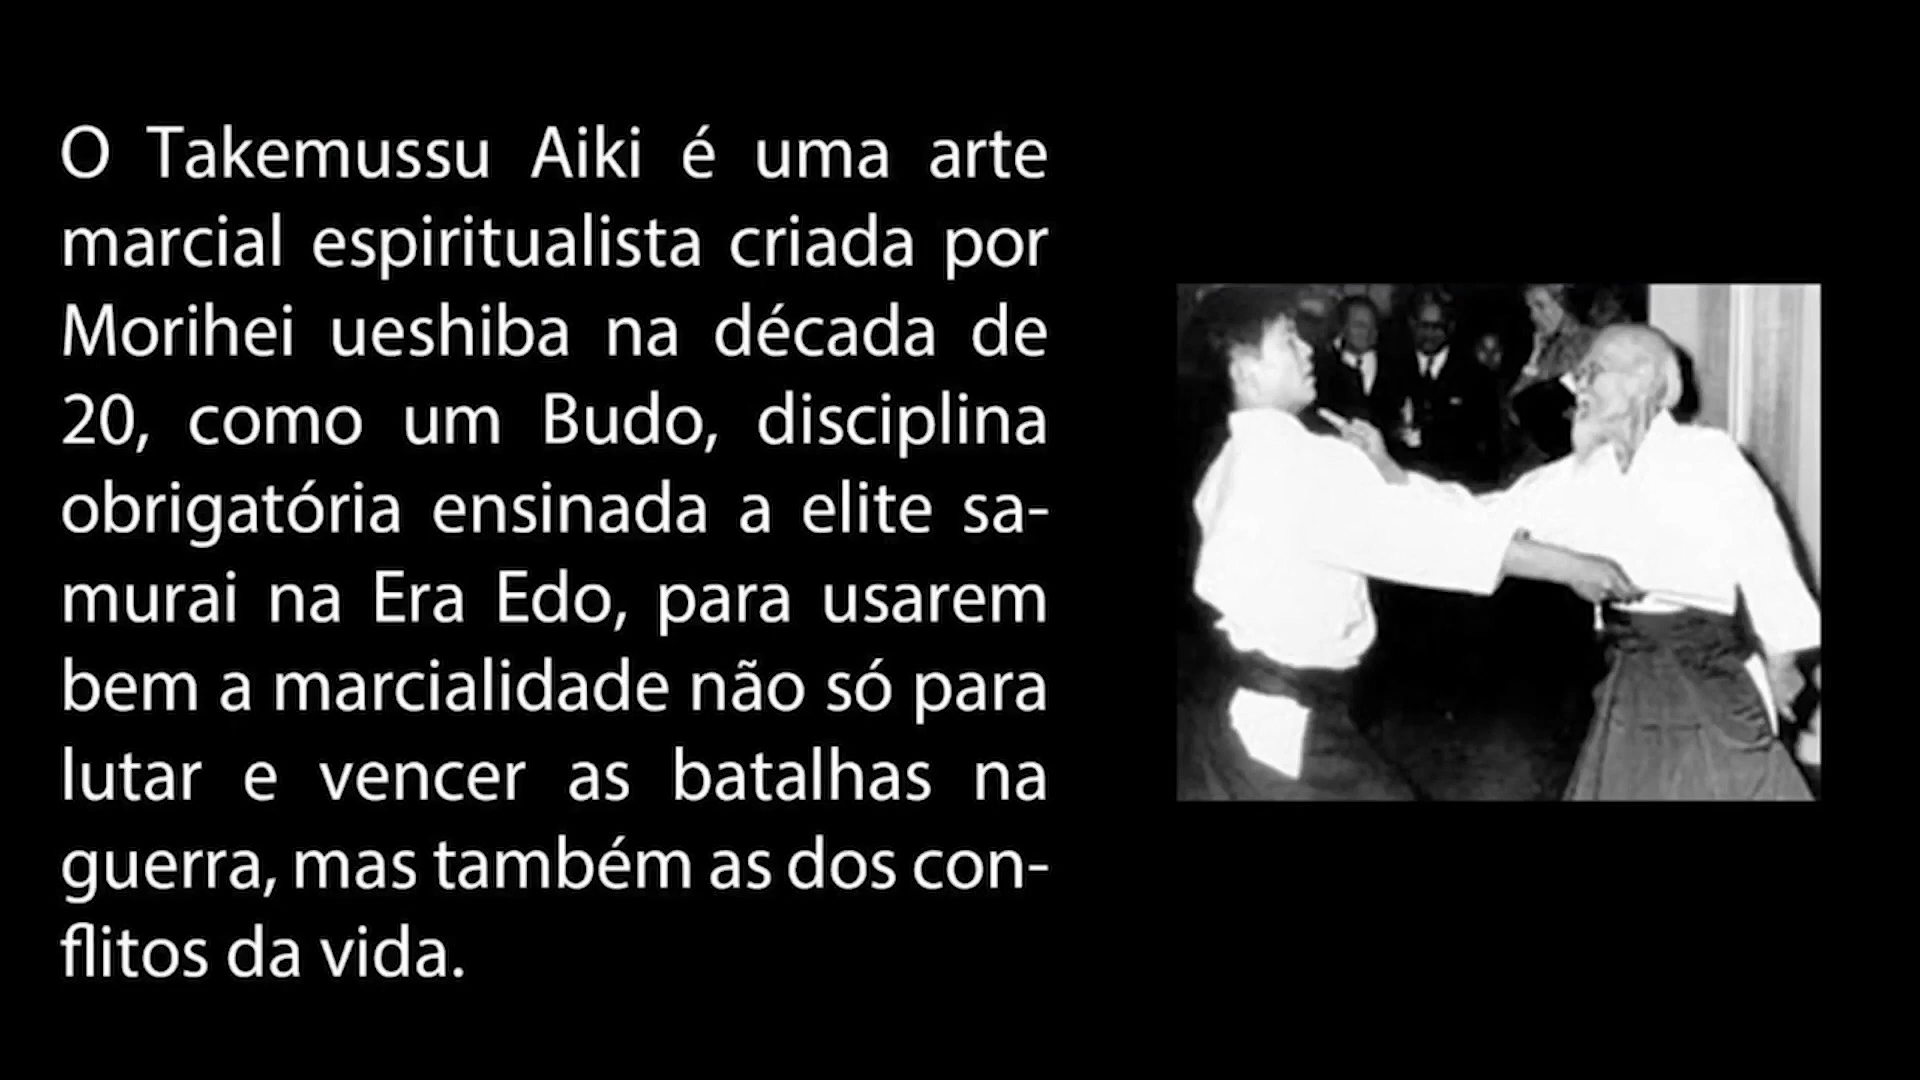 O Takemussu Aiki é uma arte
marcial espiritualista criada por
Morihei ueshiba na década de
20, como um Budo, disciplina
obrigatória ensinada a elite sa-
murai na Era Edo, para usarem
bem a marcialidade não só para
lutar e vencer as batalhas na
guerra, mas também as dos con-
flitos da vida.